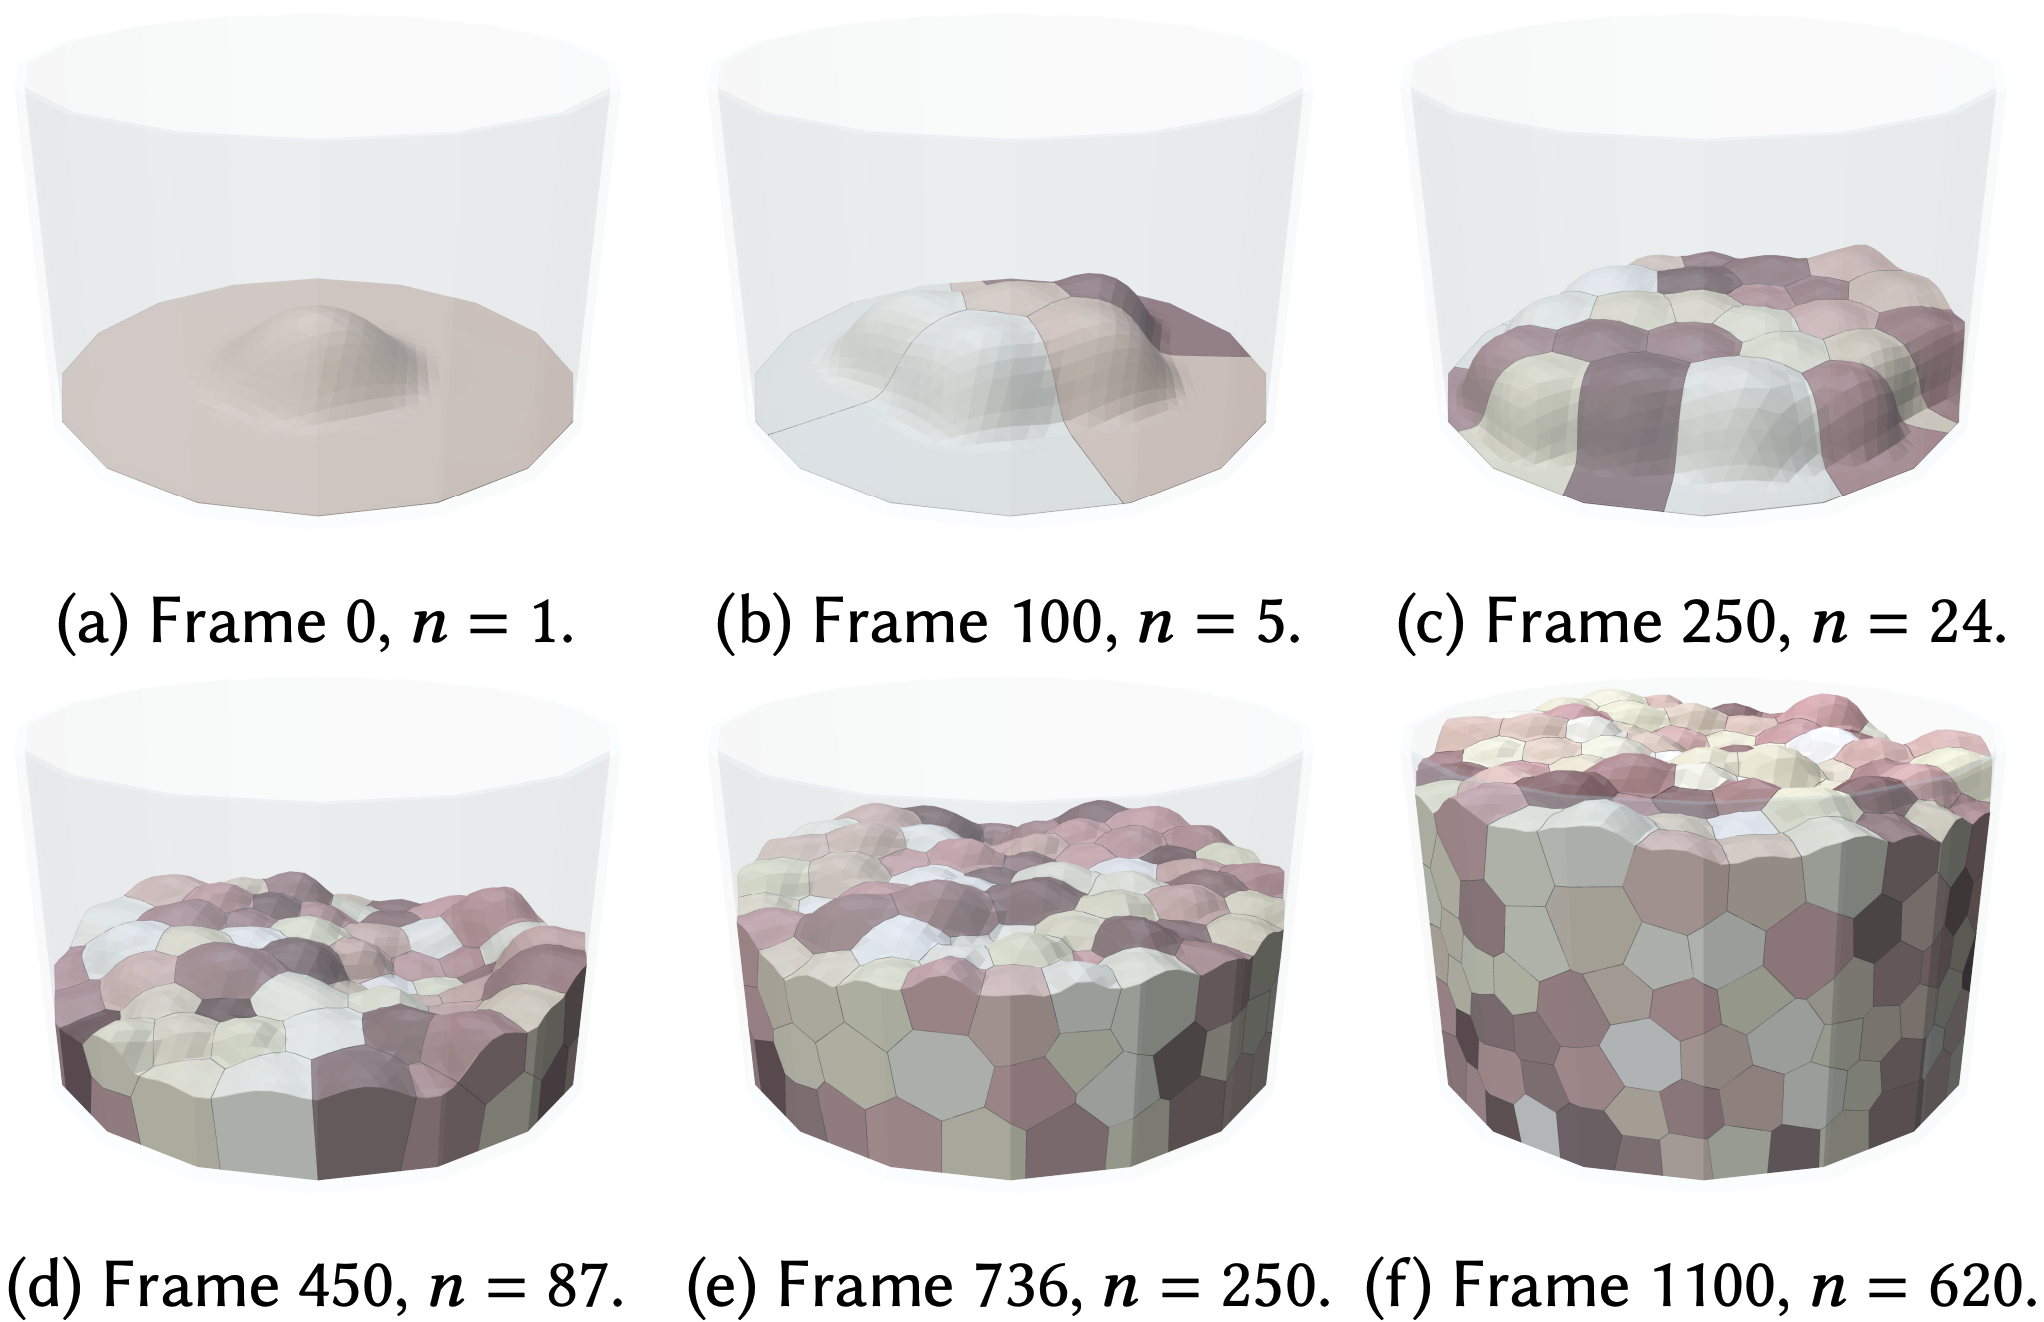 (a) Frame 0, n = 1.
(b) Frame 100, n = 5.
(c) Frame 250, n = 24.
(d) Frame 450, n = 87.
(e) Frame 736, n = 250.
(f) Frame 1100, n = 620.